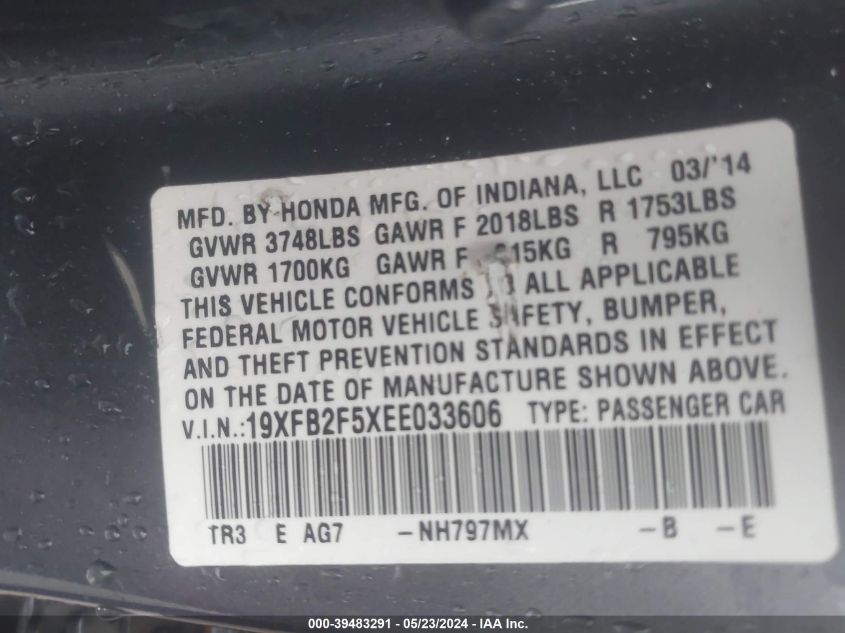 MFD. BY HONDA MFG. OF INDIANA, LLC 03/'14
GVWR 3748LBS GAWR F 2018LBS R 1753LBS
GVWR 1700KG GAWR F R 795KG
THIS VEHICLE CONFORMS TO ALL APPLICABLE
FEDERAL MOTOR VEHICLE SAFETY, BUMPER,
AND THEFT PREVENTION STANDARDS IN EFFECT
ON THE DATE OF MANUFACTURE SHOWN ABOVE.
V.I.N.:19XFB2F5XEE033606 TYPE: PASSENGER CAR
TR3 E AG7 -NH797MX -B -E
000-39483291 - 05/23/2024 - IAA Inc.